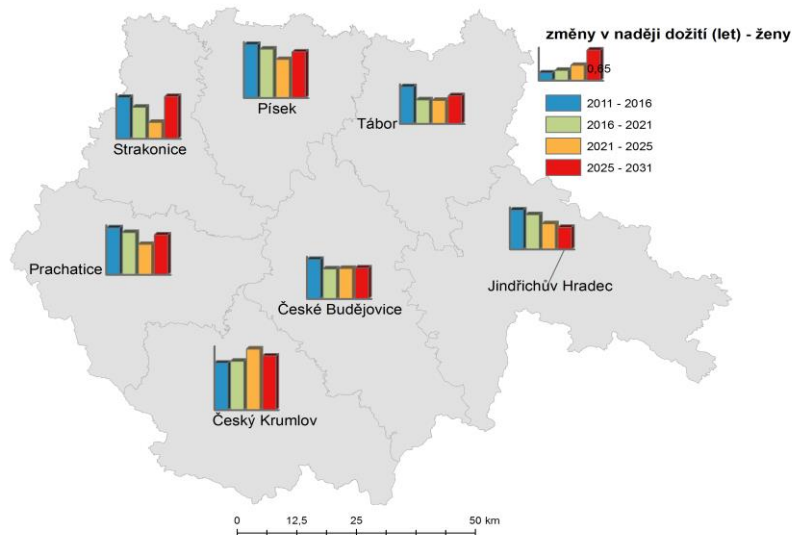 změny v naději dožití (let) - ženy
0,65
2011 - 2016
2016 - 2021
2021 - 2025
2025 - 2031
Písek
Tábor
Strakonice
Prachatice
Jindřichův Hradec
České Budějovice
Český Krumlov
0 12,5 25 50 km